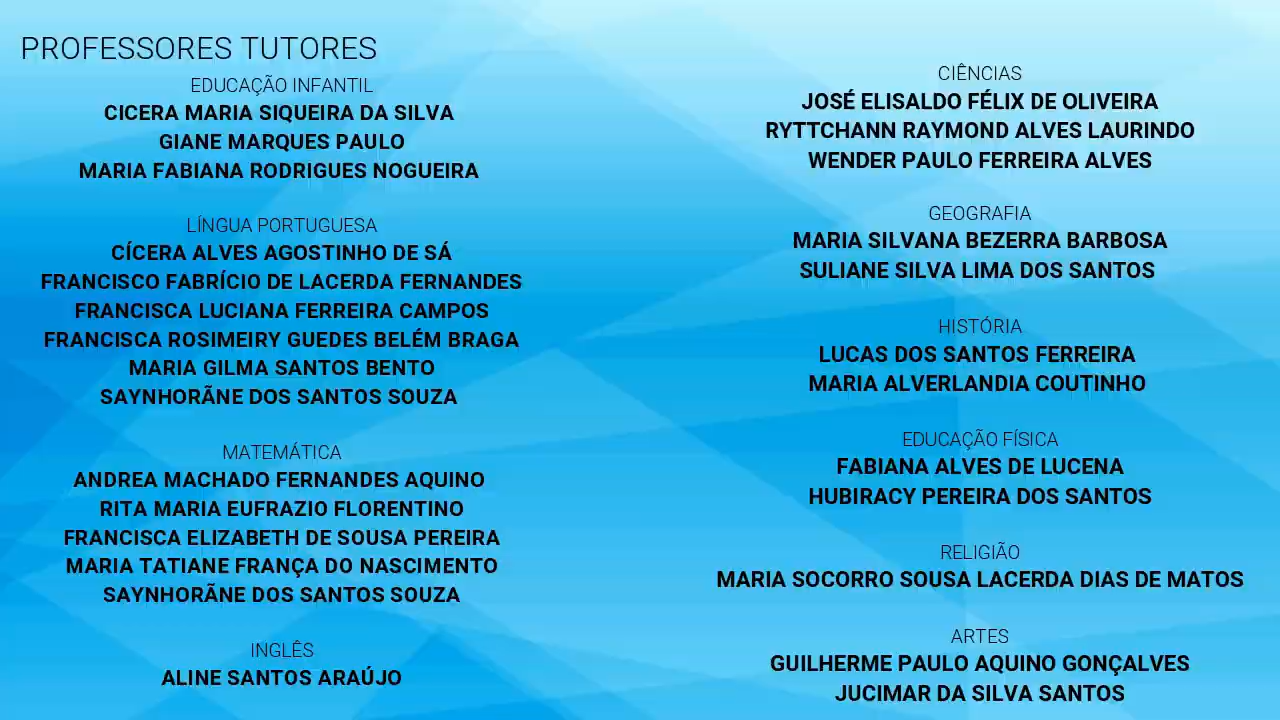 PROFESSORES TUTORES
EDUCAÇÃO INFANTIL
CICERA MARIA SIQUEIRA DA SILVA
GIANE MARQUES PAULO
MARIA FABIANA RODRIGUES NOGUEIRA
LÍNGUA PORTUGUESA
CÍCERA ALVES AGOSTINHO DE SÁ
FRANCISCO FABRÍCIO DE LACERDA FERNANDES
FRANCISCA LUCIANA FERREIRA CAMPOS
FRANCISCA ROSIMEIRY GUEDES BELÉM BRAGA
MARIA GILMA SANTOS BENTO
SAYNHORÃNE DOS SANTOS SOUZA
MATEMÁTICA
ANDREA MACHADO FERNANDES AQUINO
RITA MARIA EUFRAZIO FLORENTINO
FRANCISCA ELIZABETH DE SOUSA PEREIRA
MARIA TATIANE FRANÇA DO NASCIMENTO
SAYNHORÃNE DOS SANTOS SOUZA
INGLÊS
ALINE SANTOS ARAÚJO
CIÊNCIAS
JOSÉ ELISALDO FÉLIX DE OLIVEIRA
RYTTCHANN RAYMOND ALVES LAURINDO
WENDER PAULO FERREIRA ALVES
GEOGRAFIA
MARIA SILVANA BEZERRA BARBOSA
SULIANE SILVA LIMA DOS SANTOS
HISTÓRIA
LUCAS DOS SANTOS FERREIRA
MARIA ALVERLANDIA COUTINHO
EDUCAÇÃO FÍSICA
FABIANA ALVES DE LUCENA
HUBIRACY PEREIRA DOS SANTOS
RELIGIÃO
MARIA SOCORRO SOUSA LACERDA DIAS DE MATOS
ARTES
GUILHERME PAULO AQUINO GONÇALVES
JUCIMAR DA SILVA SANTOS